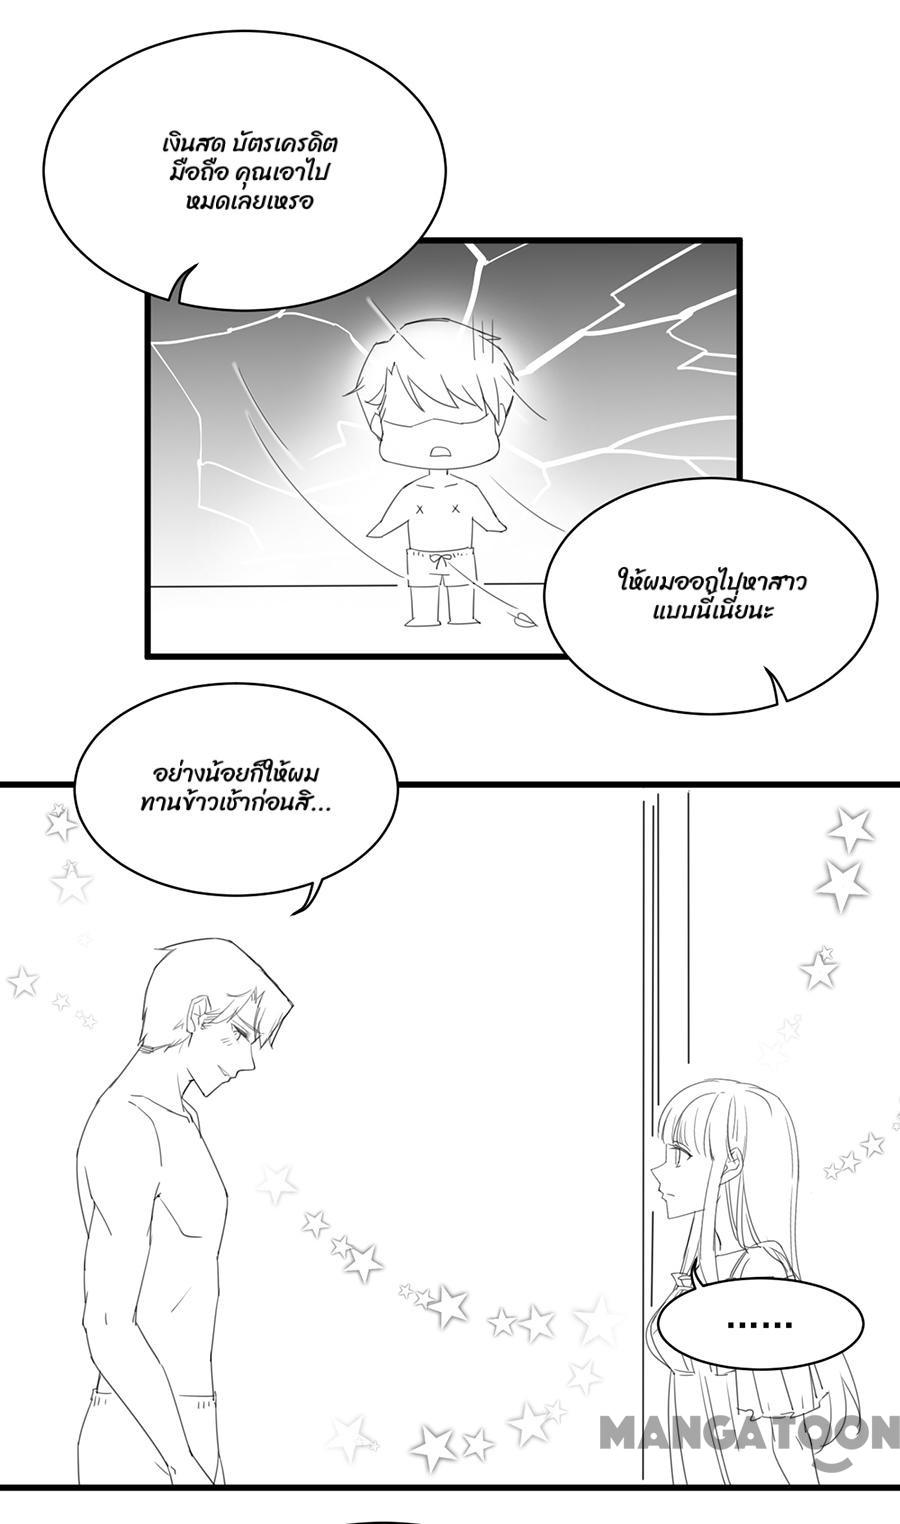 เงินสด บัตรเครดิต
มือถือ คุณเอาไป
หมดเลยเหรอ
ให้ผมออกไปหาสาว
แบบนี้เนี่ยนะ
อย่างน้อยก็ให้ผม
ทานข้าวเช้าก่อนสิ...
......
MANGATOON